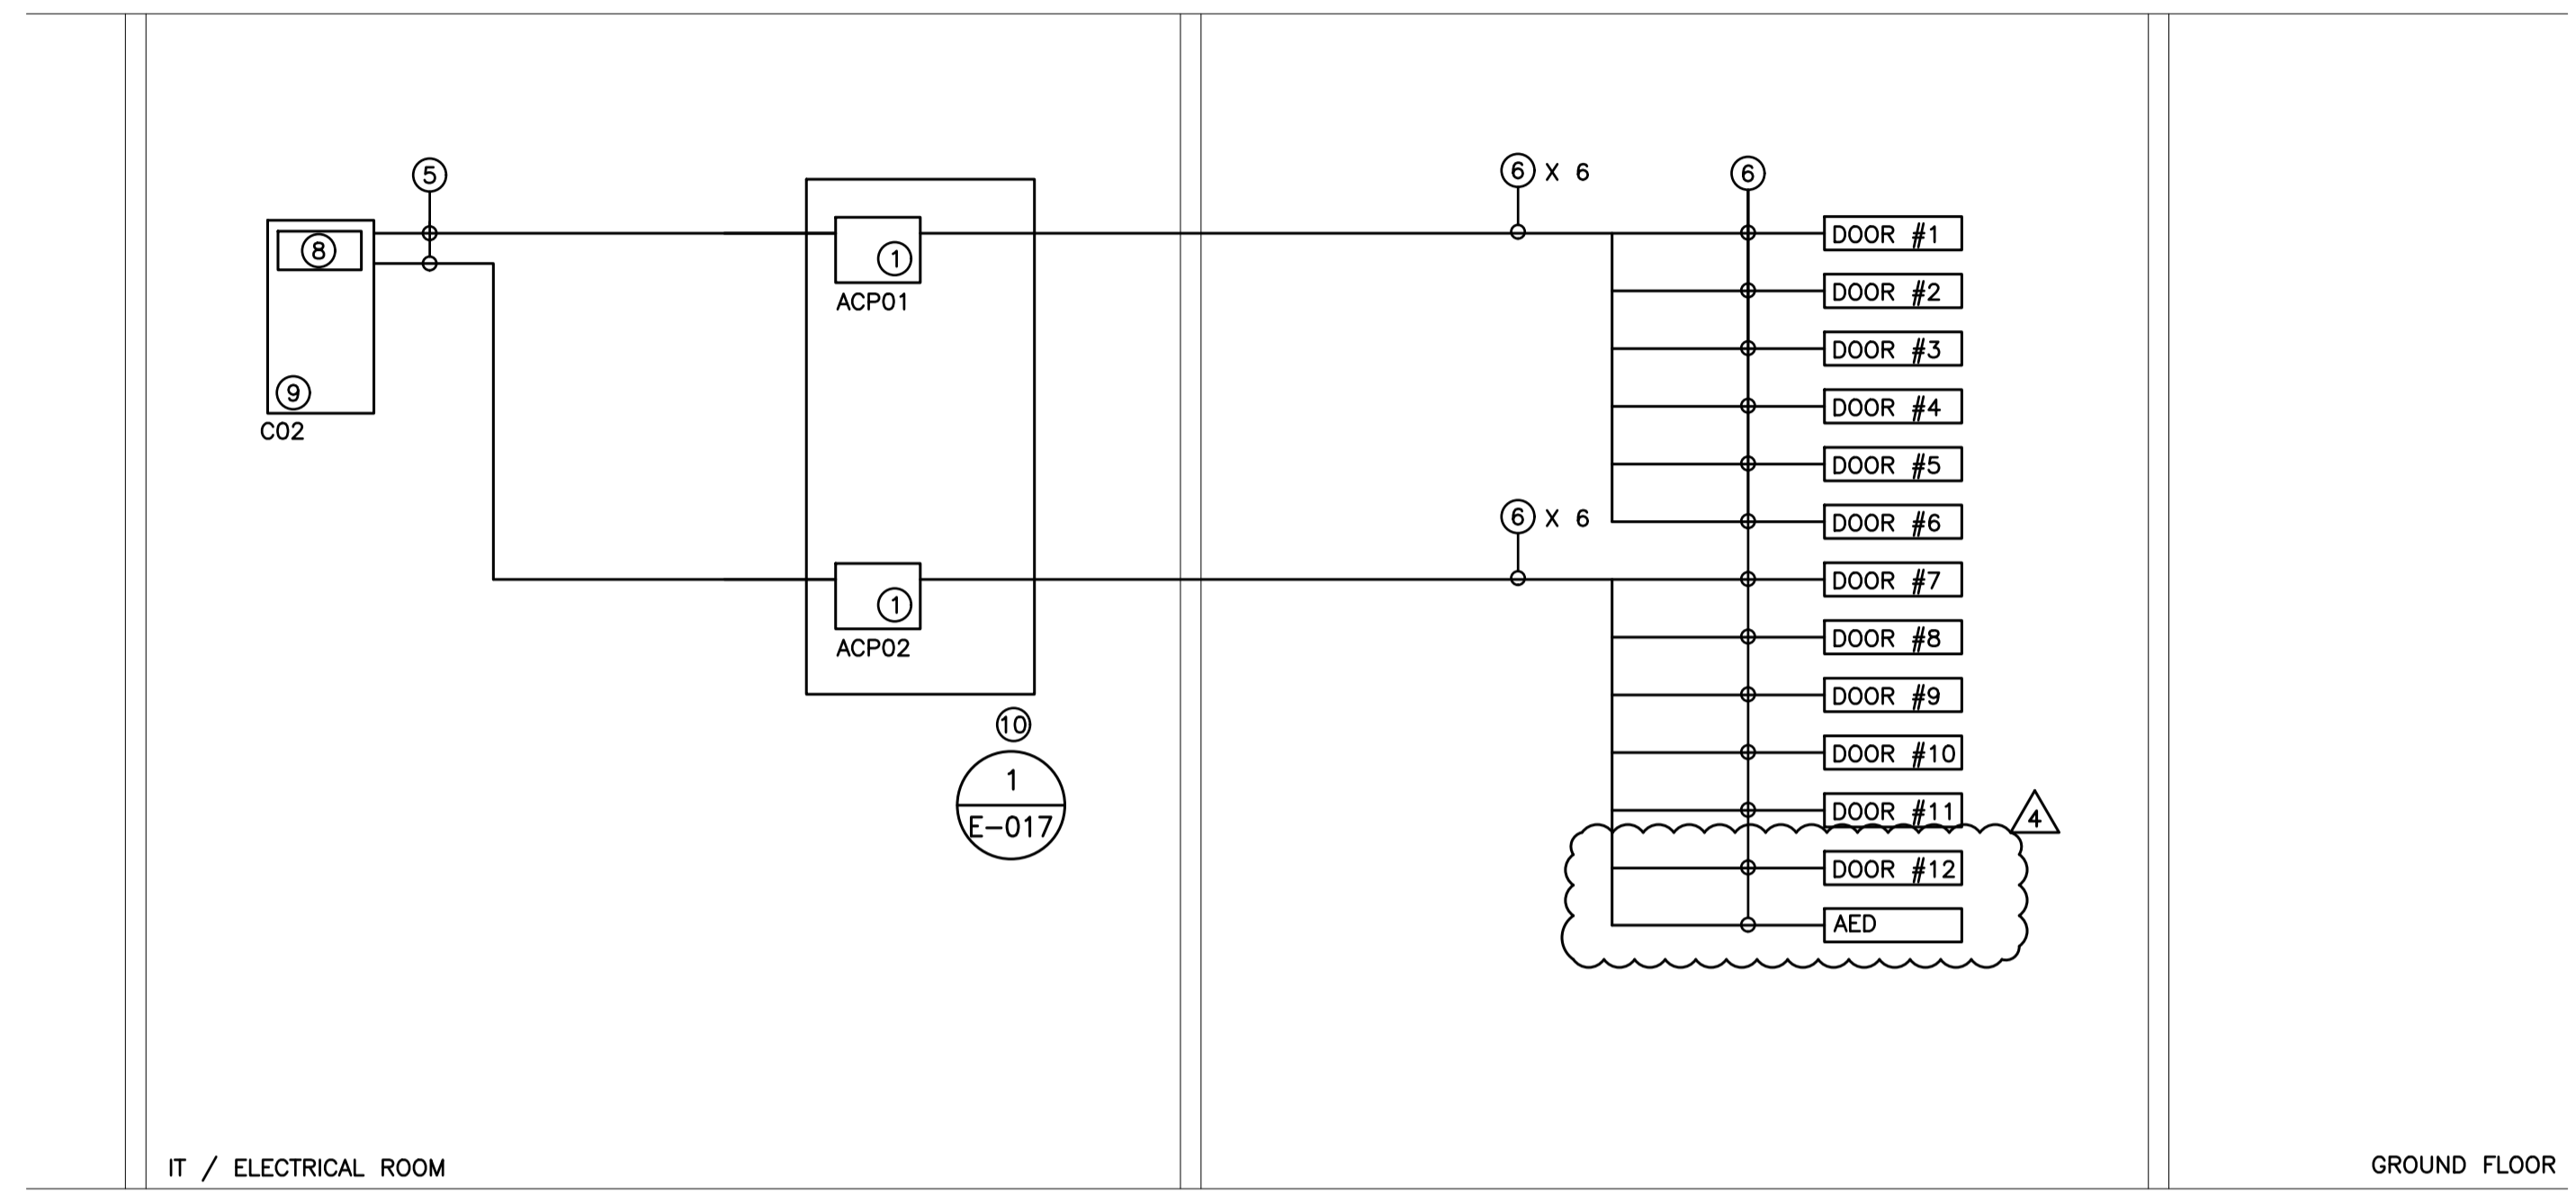 5
6 X 6
6
8
DOOR #1
1
ACP01
DOOR #2
DOOR #3
9
DOOR #4
C02
DOOR #5
6 X 6
DOOR #6
DOOR #7
1
ACP02
DOOR #8
DOOR #9
10
DOOR #10
1
E-017
DOOR #11
4
DOOR #12
AED
IT / ELECTRICAL ROOM
GROUND FLOOR